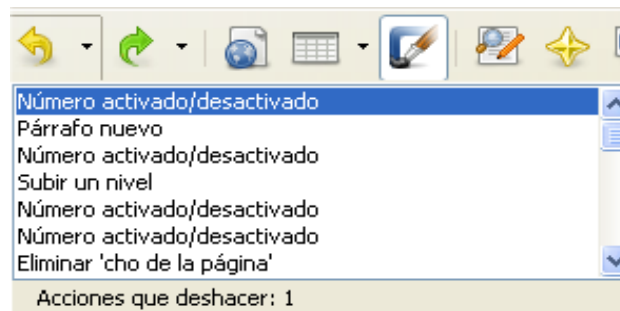 Número activado/desactivado
Párrafo nuevo
Número activado/desactivado
Subir un nivel
Número activado/desactivado
Número activado/desactivado
Eliminar 'cho de la página'
Acciones que deshacer: 1